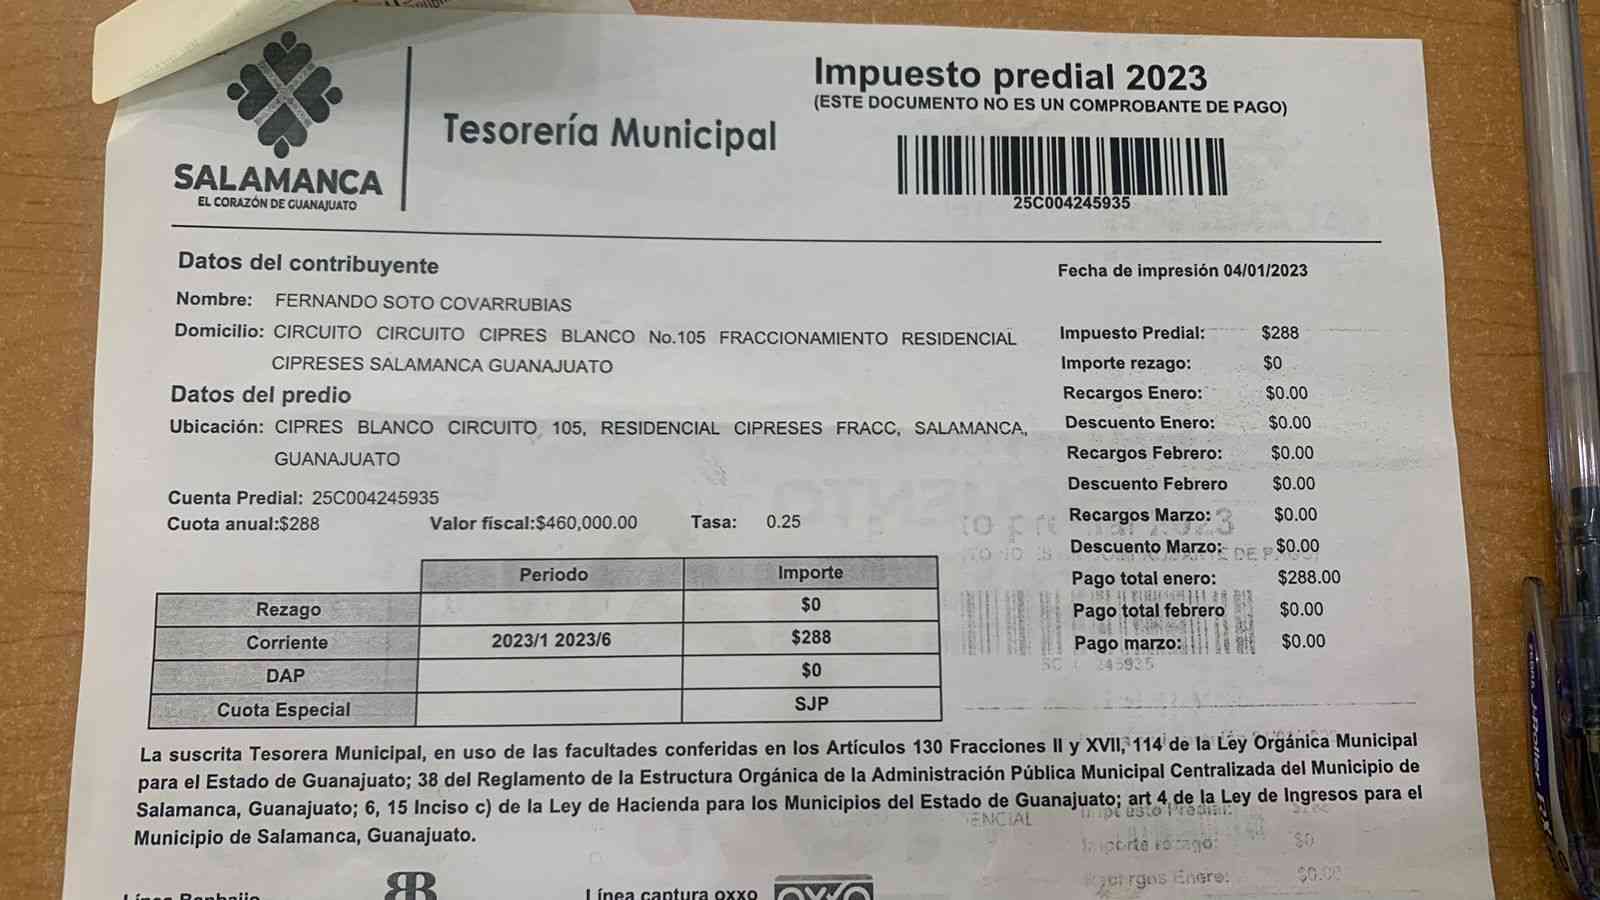 SALAMANCA
EL CORAZÓN DE GUANAJUATO
Tesorería Municipal
Impuesto predial 2023
(ESTE DOCUMENTO NO ES UN COMPROBANTE DE PAGO)
25C004245935
Datos del contribuyente
Fecha de impresión 04/01/2023
Nombre: FERNANDO SOTO COVARRUBIAS
Domicilio: CIRCUITO CIRCUITO CIPRES BLANCO No.105 FRACCIONAMIENTO RESIDENCIAL
CIPRESES SALAMANCA GUANAJUATO
Datos del predio
Ubicación: CIPRES BLANCO CIRCUITO 105, RESIDENCIAL CIPRESES FRACC, SALAMANCA,
GUANAJUATO
Cuenta Predial: 25C004245935
Cuota anual:$288 Valor fiscal:$460,000.00 Tasa: 0.25
Impuesto Predial: $288
Importe rezago: $0
Recargos Enero: $0.00
Descuento Enero: $0.00
Recargos Febrero: $0.00
Descuento Febrero $0.00
Recargos Marzo: $0.00
Descuento Marzo: $0.00
Pago total enero: $288.00
Pago total febrero $0.00
Pago marzo: $0.00
Periodo Importe
Rezago $0
Corriente 2023/1 2023/6 $288
DAP $0
Cuota Especial SJP
La suscrita Tesorera Municipal, en uso de las facultades conferidas en los Artículos 130 Fracciones II y XVII, 114 de la Ley Orgánica Municipal
para el Estado de Guanajuato; 38 del Reglamento de la Estructura Orgánica de la Administración Pública Municipal Centralizada del Municipio de
Salamanca, Guanajuato; 6, 15 Inciso c) de la Ley de Hacienda para los Municipios del Estado de Guanajuato; art 4 de la Ley de Ingresos para el
Municipio de Salamanca, Guanajuato.
Línea Banbajio
Línea captura oxxo
OXXO